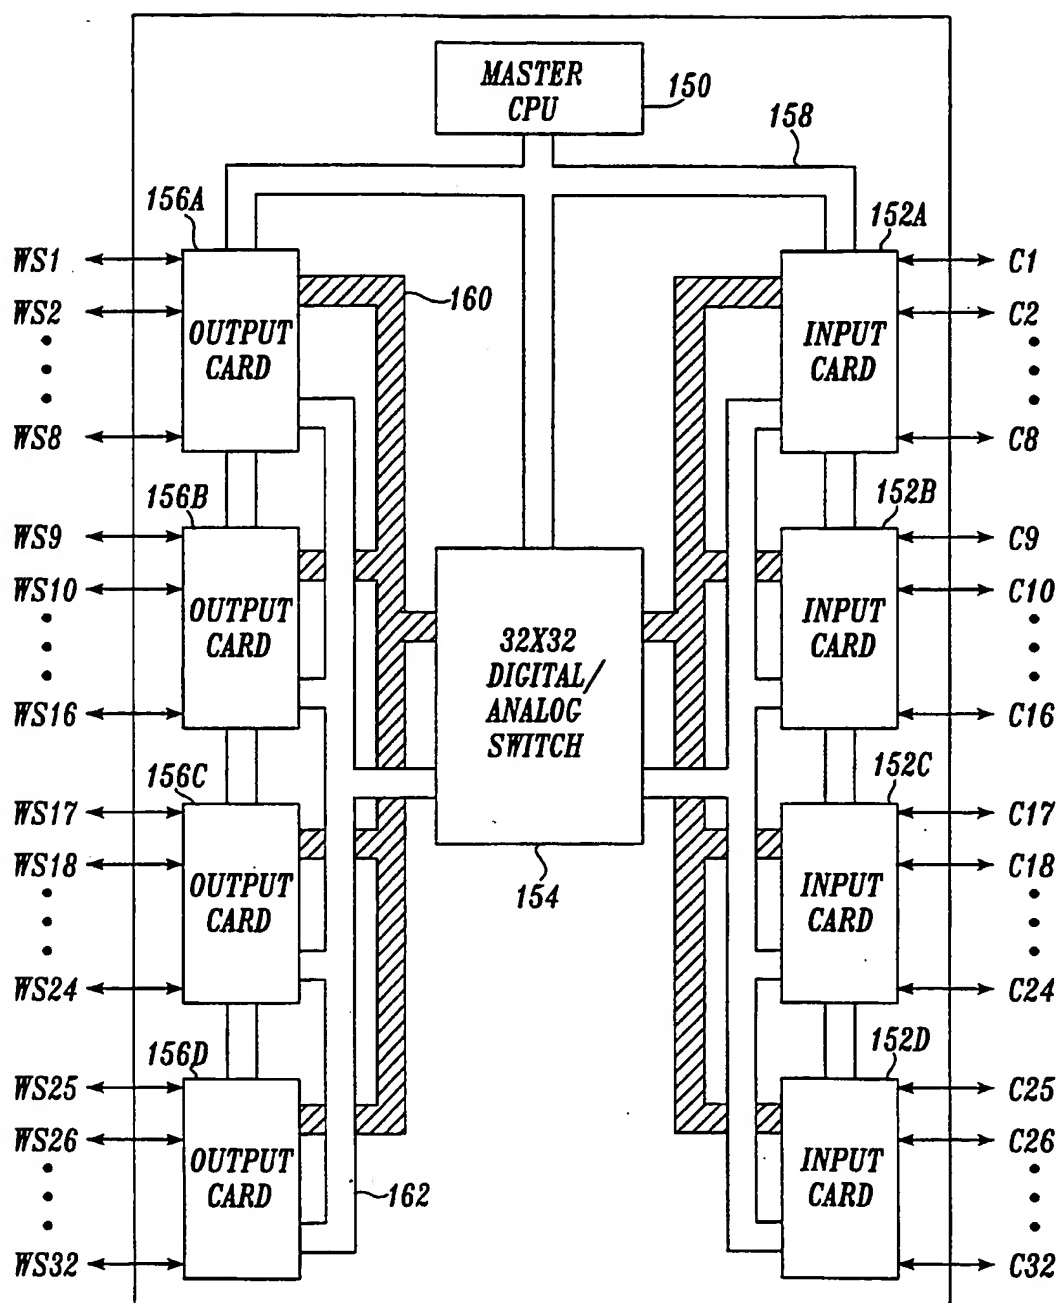 MASTER
CPU
150
158
156A
152A
WS1
C1
160
WS2
C2
OUTPUT
CARD
INPUT
CARD
WS8
C8
156B
152B
WS9
C9
WS10
C10
OUTPUT
CARD
INPUT
CARD
32X32
DIGITAL/
ANALOG
SWITCH
WS16
C16
156C
152C
WS17
C17
WS18
C18
OUTPUT
CARD
154
INPUT
CARD
WS24
C24
156D
152D
WS25
C25
WS26
C26
OUTPUT
CARD
162
INPUT
CARD
WS32
C32